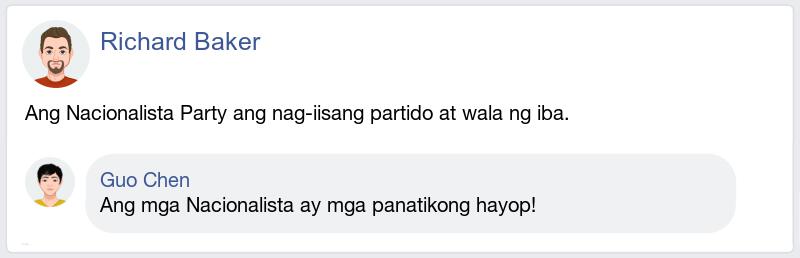 Richard Baker
Ang Nacionalista Party ang nag-iisang partido at wala ng iba.
Guo Chen
Ang mga Nacionalista ay mga panatikong hayop!